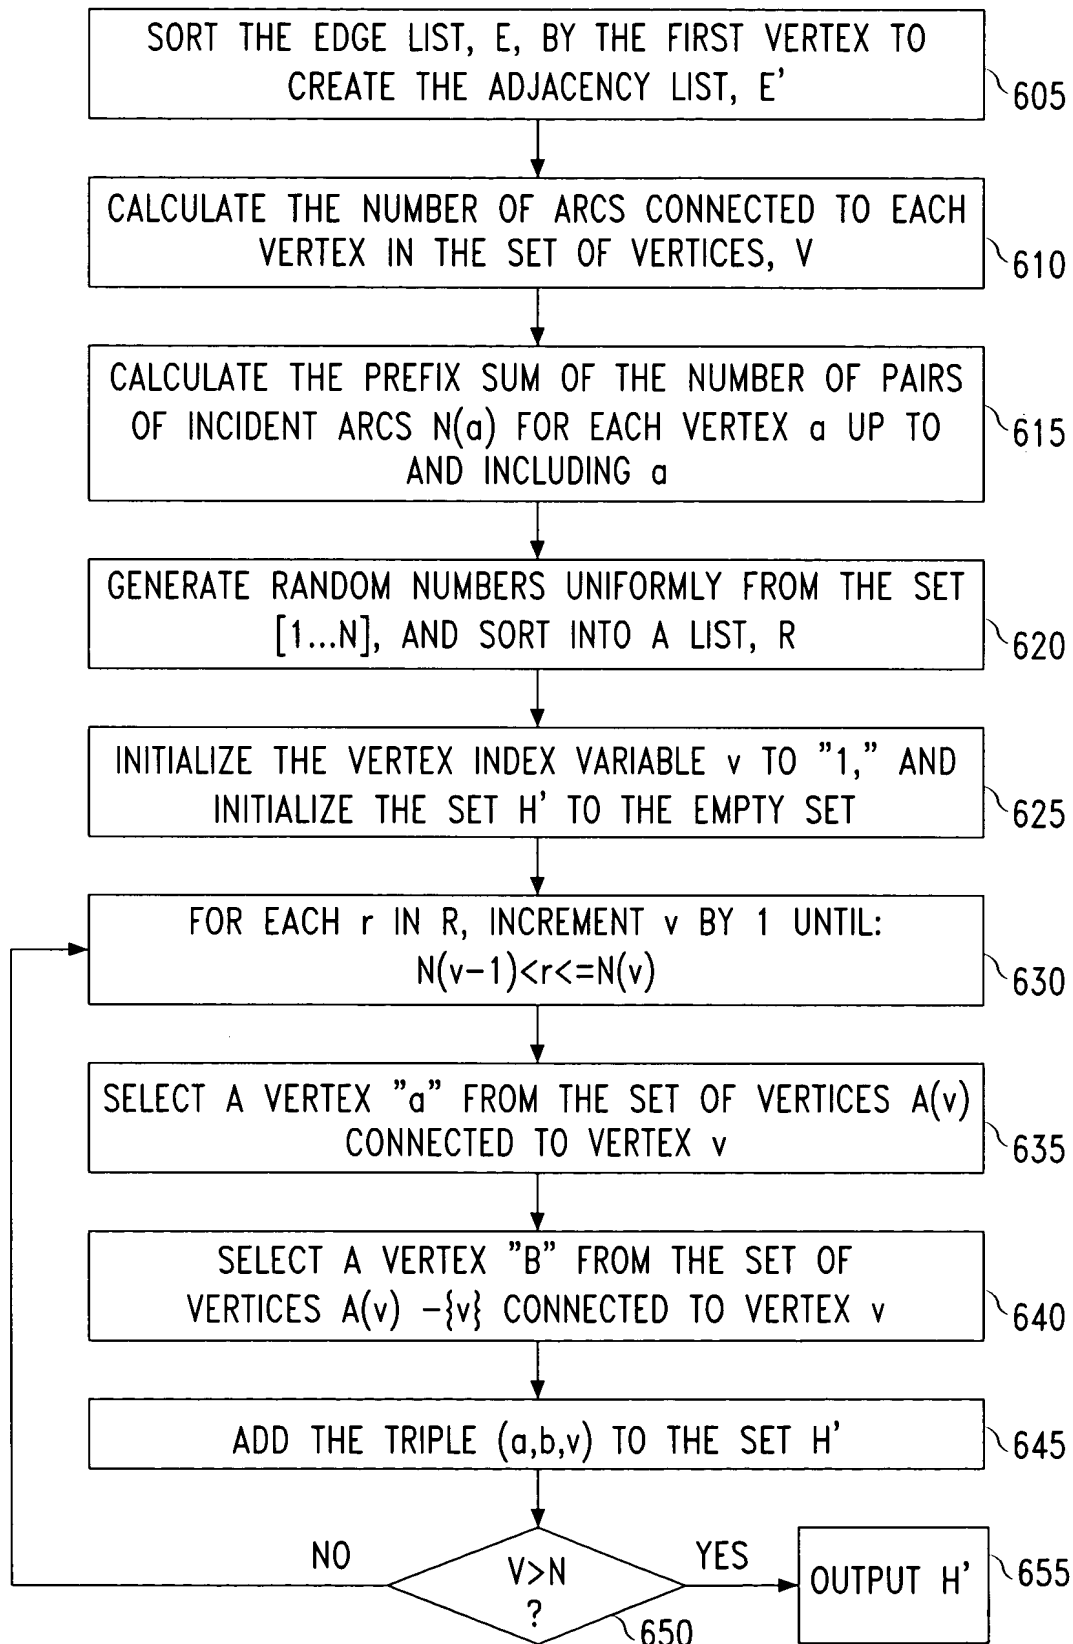 SORT THE EDGE LIST, E, BY THE FIRST VERTEX TO
CREATE THE ADJACENCY LIST, E'
605
CALCULATE THE NUMBER OF ARCS CONNECTED TO EACH
VERTEX IN THE SET OF VERTICES, V
610
CALCULATE THE PREFIX SUM OF THE NUMBER OF PAIRS
OF INCIDENT ARCS N(a) FOR EACH VERTEX a UP TO
AND INCLUDING a
615
GENERATE RANDOM NUMBERS UNIFORMLY FROM THE SET
[1...N], AND SORT INTO A LIST, R
620
INITIALIZE THE VERTEX INDEX VARIABLE v TO "1," AND
INITIALIZE THE SET H' TO THE EMPTY SET
625
FOR EACH r IN R, INCREMENT v BY 1 UNTIL:
N(v-1)<r<=N(v)
630
SELECT A VERTEX "a" FROM THE SET OF VERTICES A(v)
CONNECTED TO VERTEX v
635
SELECT A VERTEX "B" FROM THE SET OF
VERTICES A(v) -{v} CONNECTED TO VERTEX v
640
ADD THE TRIPLE (a,b,v) TO THE SET H'
645
NO
V>N
?
650
YES
OUTPUT H'
655